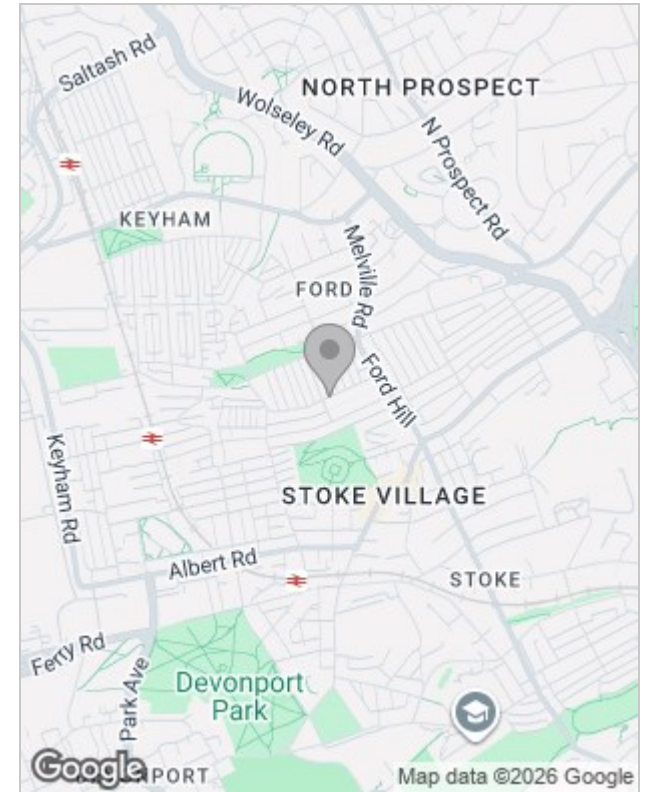 Saltash Rd
NORTH PROSPECT
Wolseley Rd
N Prospect Rd
KEYHAM
Melville Rd
FORD
Ford Hill
Keyham Rd
STOKE VILLAGE
Albert Rd
STOKE
Ferry Rd
Park Ave
Devonport
Park
Google
DEVONPORT
Map data ©2026 Google